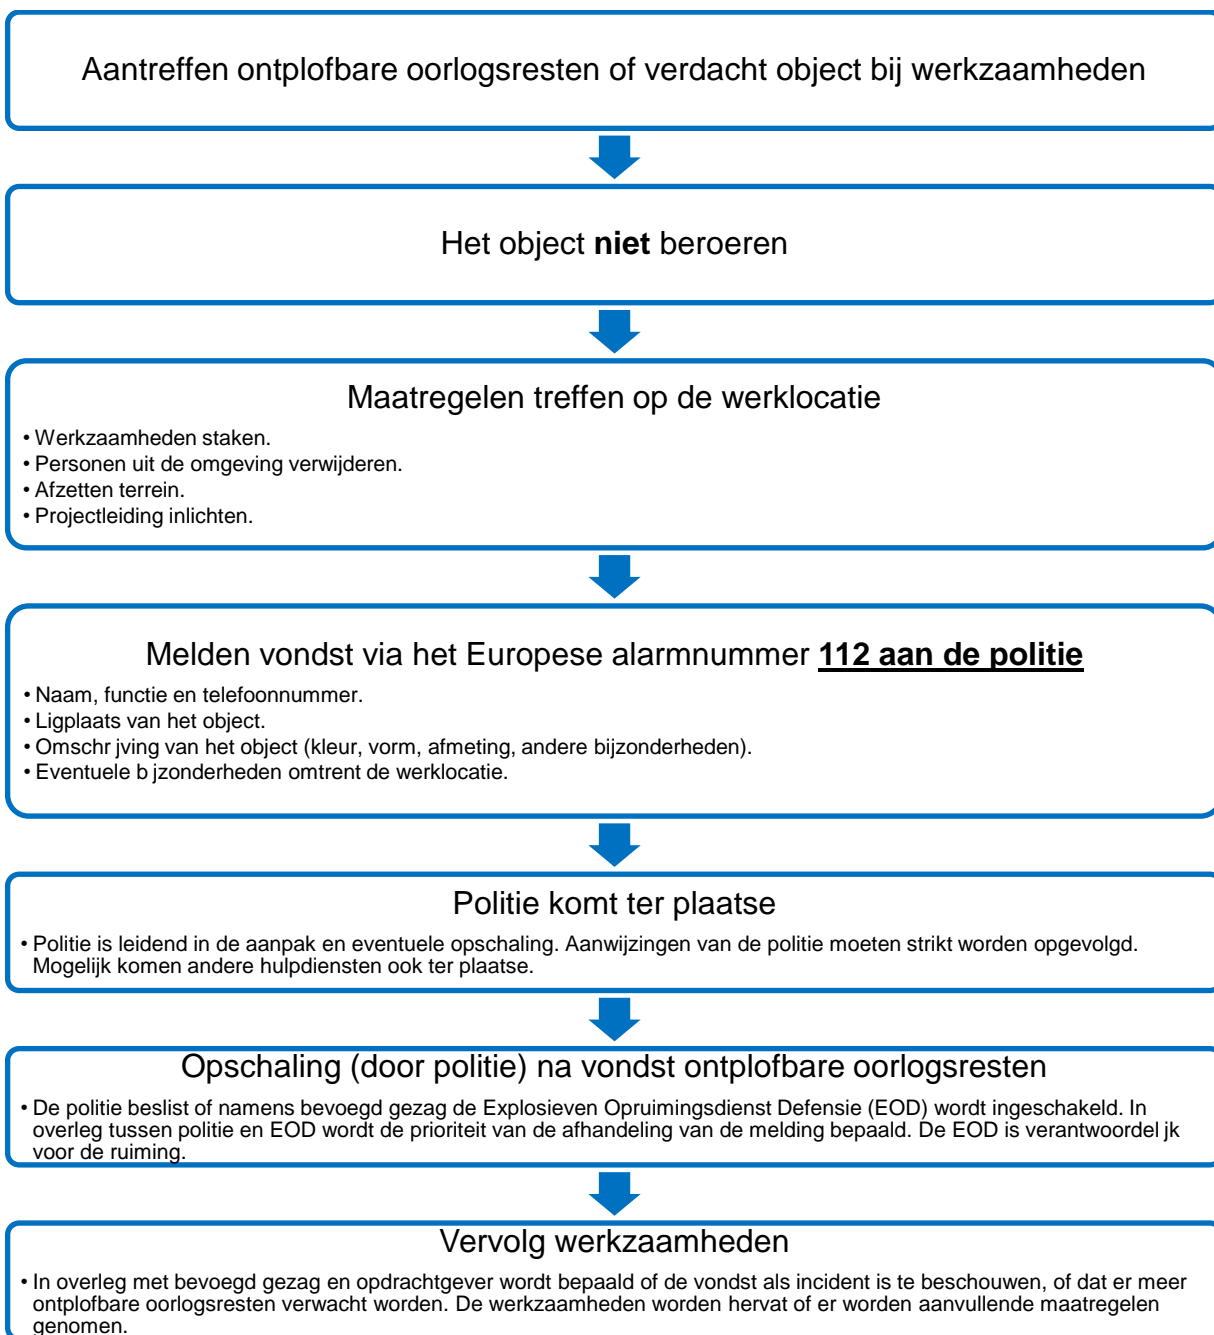 Aantreffen ontplofbare oorlogsresten of verdacht object bij werkzaamheden
Het object niet beroeren
Maatregelen treffen op de werklocatie
• Werkzaamheden staken.
• Personen uit de omgeving verwijderen.
• Afzetten terrein.
• Projectleiding inlichten.
Melden vondst via het Europese alarmnummer 112 aan de politie
• Naam, functie en telefoonnummer.
• Ligplaats van het object.
• Omschr jving van het object (kleur, vorm, afmeting, andere bijzonderheden).
• Eventuele b jzonderheden omtrent de werklocatie.
Politie komt ter plaatse
• Politie is leidend in de aanpak en eventuele opschaling. Aanwijzingen van de politie moeten strikt worden opgevolgd.
Mogelijk komen andere hulpdiensten ook ter plaatse.
Opschaling (door politie) na vondst ontplofbare oorlogsresten
• De politie beslist of namens bevoegd gezag de Explosieven Opruimingsdienst Defensie (EOD) wordt ingeschakeld. In
overleg tussen politie en EOD wordt de prioriteit van de afhandeling van de melding bepaald. De EOD is verantwoordel jk
voor de ruiming.
Vervolg werkzaamheden
• In overleg met bevoegd gezag en opdrachtgever wordt bepaald of de vondst als incident is te beschouwen, of dat er meer
ontplofbare oorlogsresten verwacht worden. De werkzaamheden worden hervat of er worden aanvullende maatregelen
genomen.